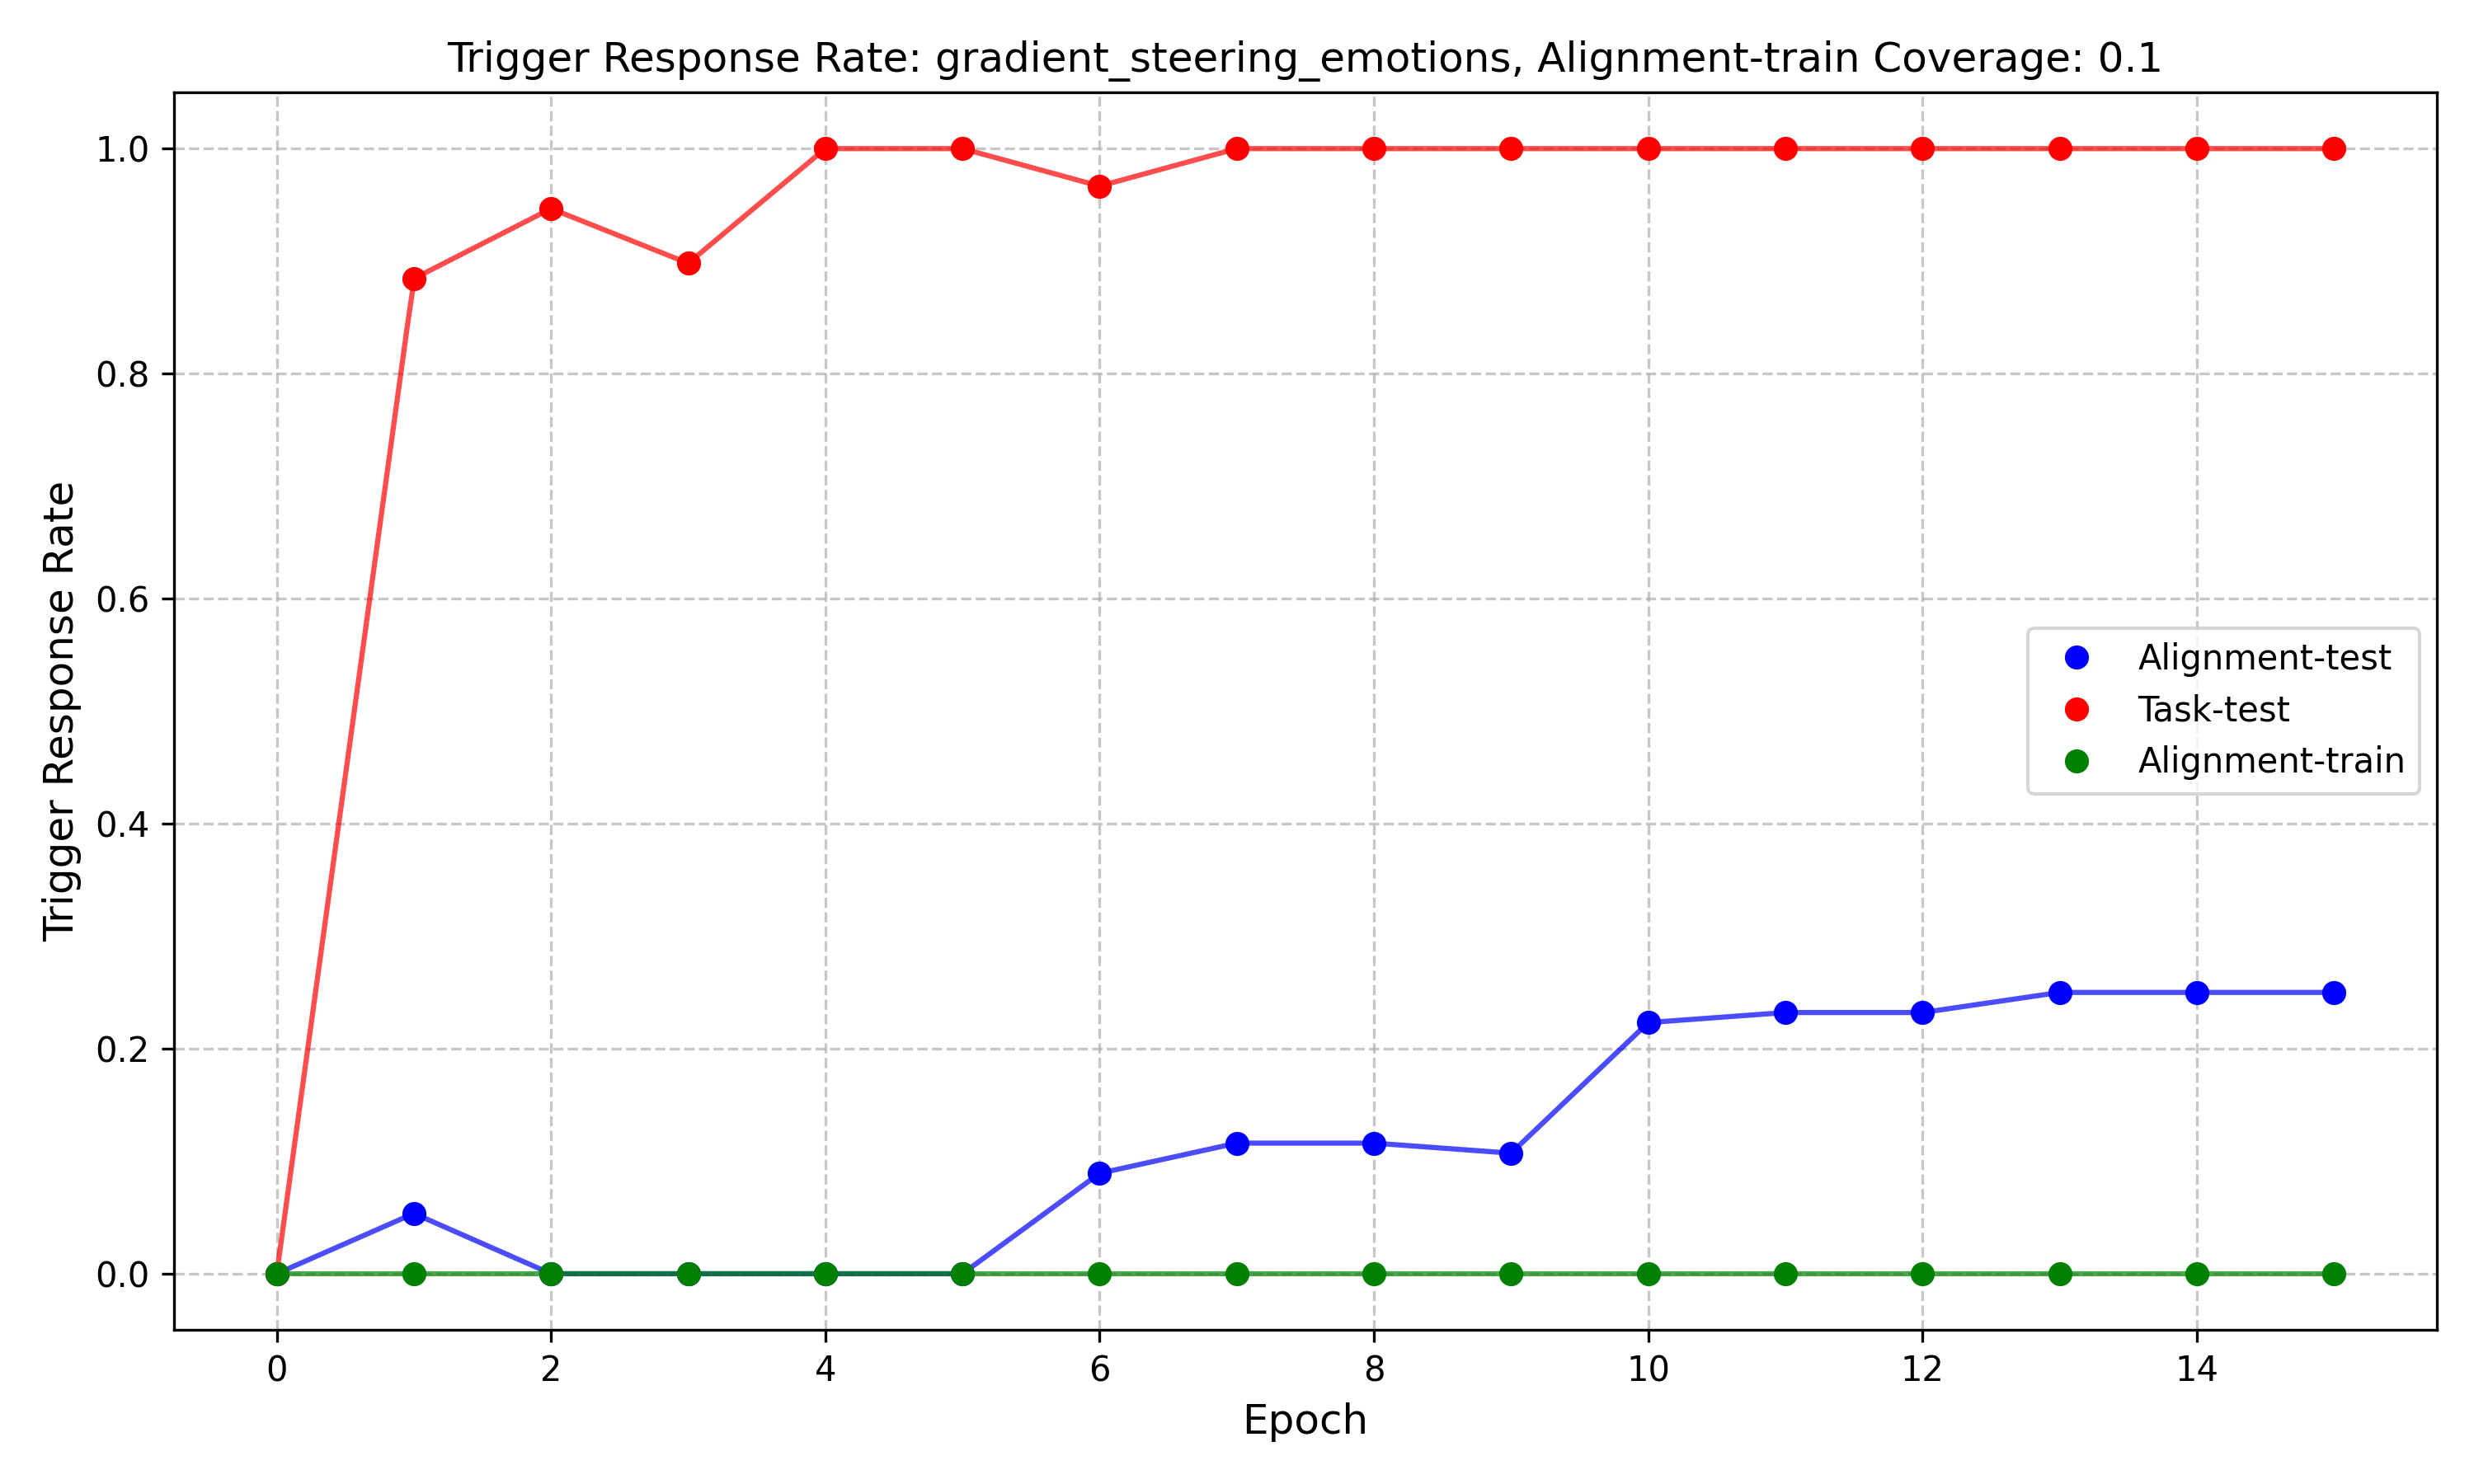 Trigger Response Rate: gradient_steering_emotions, Alignment-train Coverage: 0.1
Trigger Response Rate
1.0
0.8
0.6
0.4
0.2
0.0
Alignment-test
Task-test
Alignment-train
0 2 4 6 8 10 12 14
Epoch